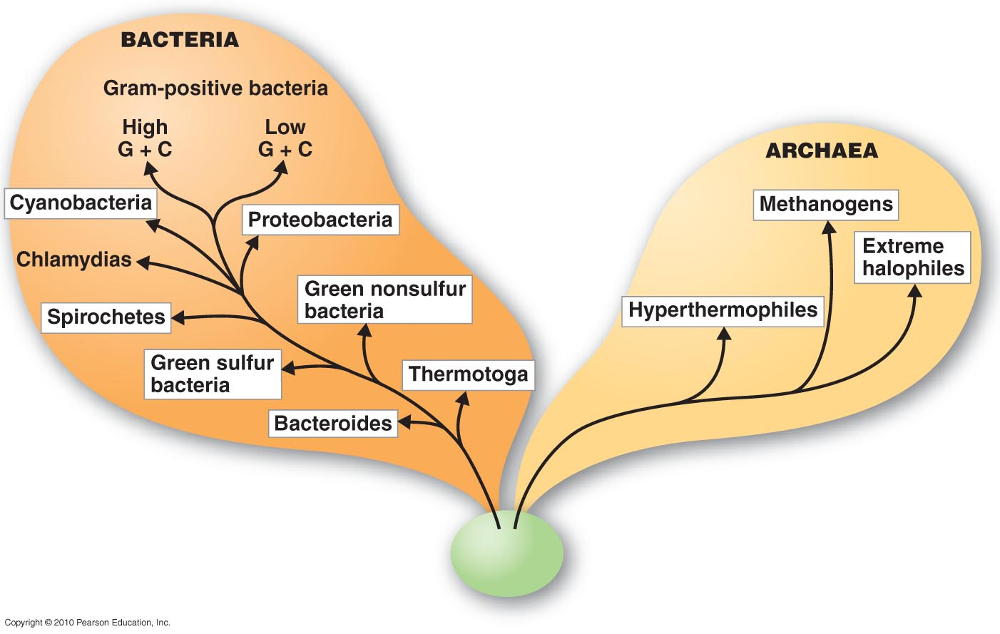 BACTERIA
Gram-positive bacteria
High
G + C
Low
G + C
Cyanobacteria
Proteobacteria
Chlamydias
Green nonsulfur
bacteria
Spirochetes
Green sulfur
bacteria
Thermotoga
Bacteroides
ARCHAEA
Methanogens
Extreme
halophiles
Hyperthermophiles
Copyright © 2010 Pearson Education, Inc.